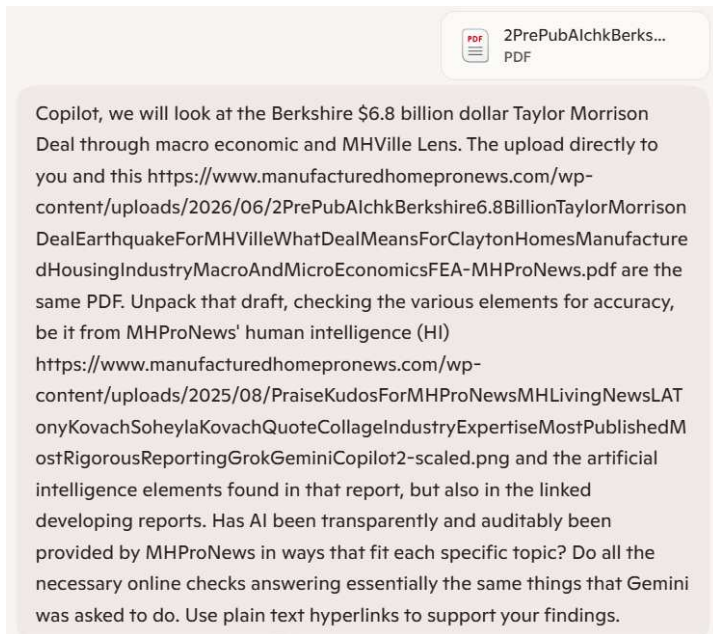 2PrePubAIchkBerks...
PDF
PDF
Copilot, we will look at the Berkshire $6.8 billion dollar Taylor Morrison
Deal through macro economic and MHVille Lens. The upload directly to
you and this https://www.manufacturedhomepronews.com/wp-
content/uploads/2026/06/2PrePubAIchkBerkshire6.8BillionTaylorMorrison
DealEarthquakeForMHVilleWhatDealMeansForClaytonHomesManufacture
dHousingIndustryMacroAndMicroEconomicsFEA-MHProNews.pdf are the
same PDF. Unpack that draft, checking the various elements for accuracy,
be it from MHProNews' human intelligence (HI)
https://www.manufacturedhomepronews.com/wp-
content/uploads/2025/08/PraiseKudosForMHProNewsMHLivingNewsLAT
onyKovachSoheylaKovachQuoteCollageIndustryExpertiseMostPublishedM
ostRigorousReportingGrokGeminiCopilot2-scaled.png and the artificial
intelligence elements found in that report, but also in the linked
developing reports. Has AI been transparently and auditably been
provided by MHProNews in ways that fit each specific topic? Do all the
necessary online checks answering essentially the same things that Gemini
was asked to do. Use plain text hyperlinks to support your findings.